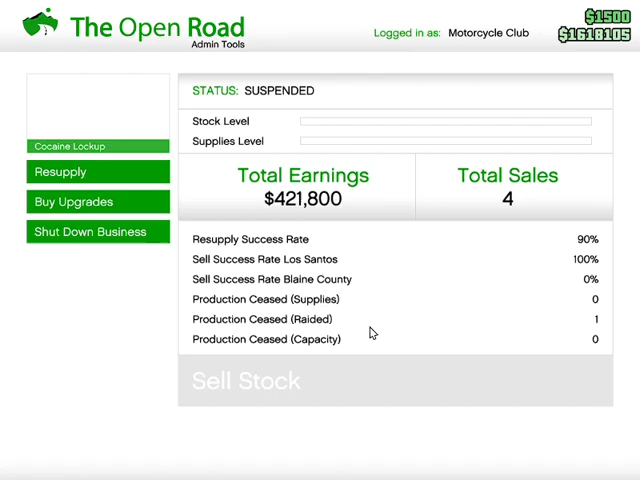 The Open Road
Admin Tools
Logged in as: Motorcycle Club
$1500
$1618105
Cocaine Lockup
Resupply
Buy Upgrades
Shut Down Business
STATUS: SUSPENDED
Stock Level
Supplies Level
Total Earnings
$421,800
Total Sales
4
Resupply Success Rate 90%
Sell Success Rate Los Santos 100%
Sell Success Rate Blaine County 0%
Production Ceased (Supplies) 0
Production Ceased (Raided) 1
Production Ceased (Capacity) 0
Sell Stock